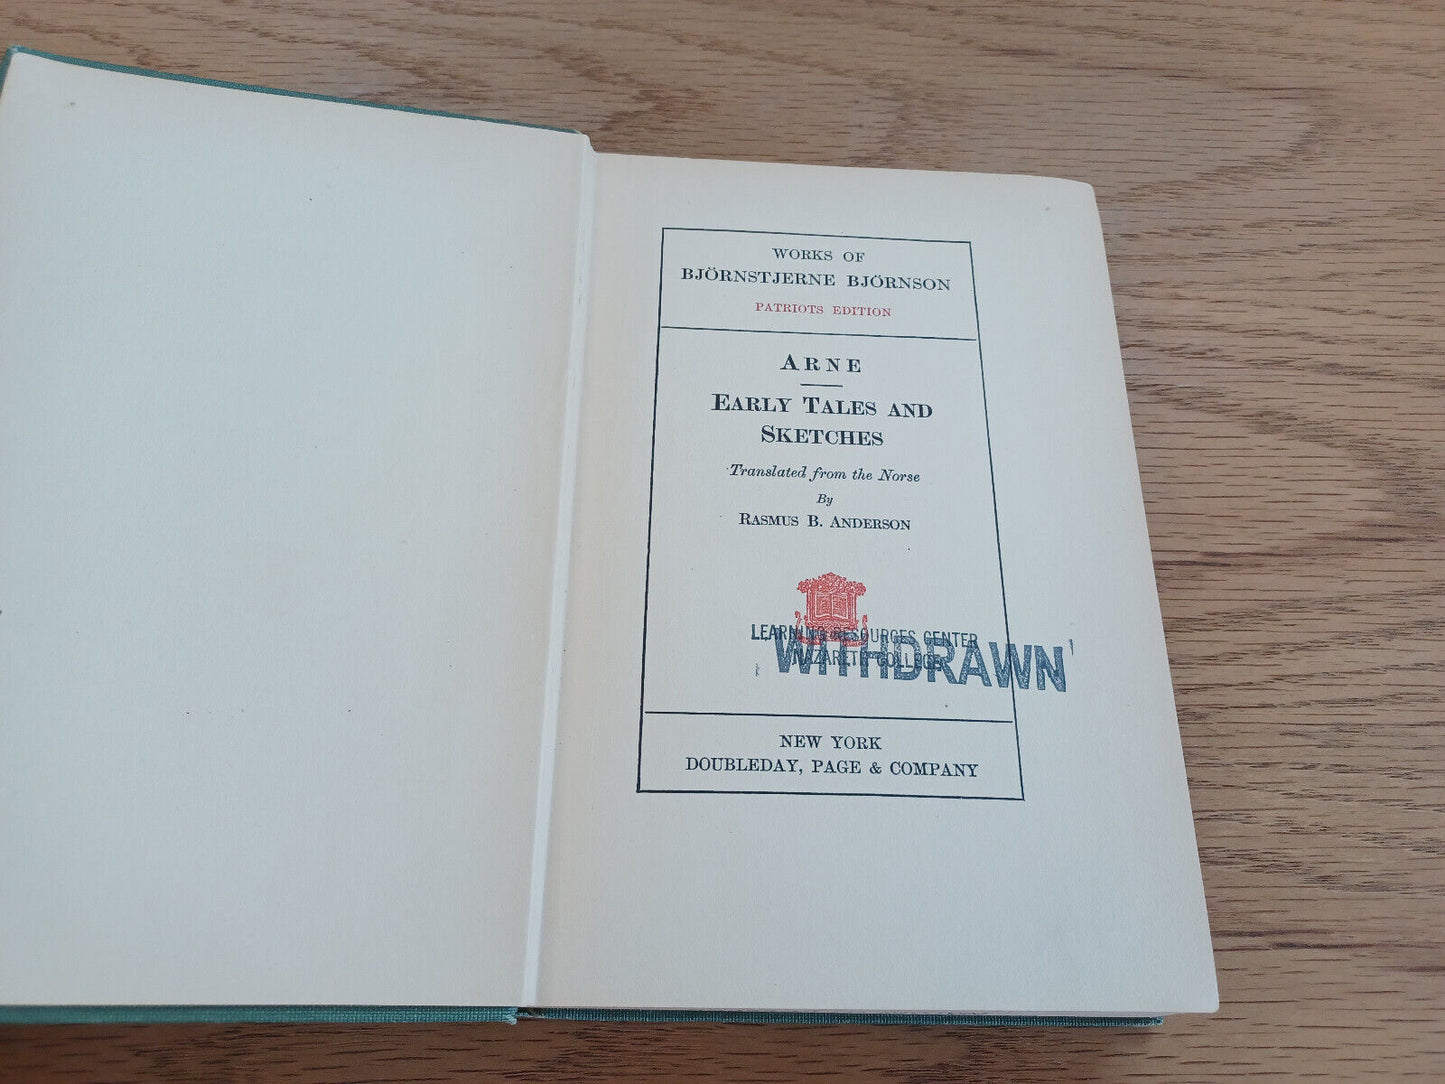 WORKS OF
BJÖRNSTJERNE BJÖRNSON
PATRIOTS EDITION
ARNE
EARLY TALES AND
SKETCHES
Translated from the Norse
By
RASMUS B. ANDERSON
LEARNING RESOURCES CENTER
NAZARETH COLLEGE
WITHDRAWN
NEW YORK
DOUBLEDAY, PAGE & COMPANY